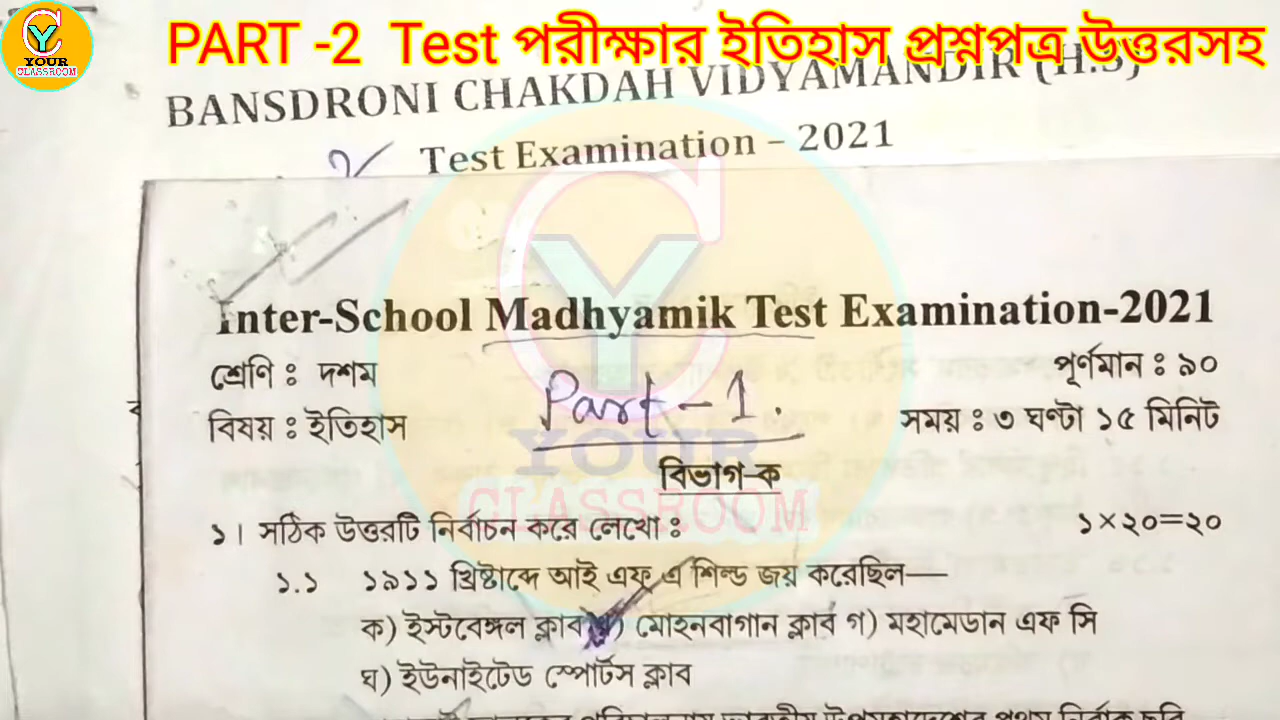 YOUR CLASSROOM
PART -2 Test পরীক্ষার ইতিহাস প্রশ্নপত্র উত্তরসহ
BANSDRONI CHAKDAH VIDYAMANDIR (H.S)
Test Examination – 2021
Inter-School Madhyamik Test Examination-2021
শ্রেণি : দশম পূর্ণমান : ৯০
Part - 1.
বিষয় : ইতিহাস সময় : ৩ ঘণ্টা ১৫ মিনিট
YOUR
বিভাগ-ক
CLASSROOM
১। সঠিক উত্তরটি নির্বাচন করে লেখো : ১×২০=২০
১.১ ১৯১১ খ্রিষ্টাব্দে আই এফ এ শিল্ড জয় করেছিল—
ক) ইস্টবেঙ্গল ক্লাব মোহনবাগান ক্লাব গ) মহামেডান এফ সি
ঘ) ইউনাইটেড স্পোর্টস ক্লাব